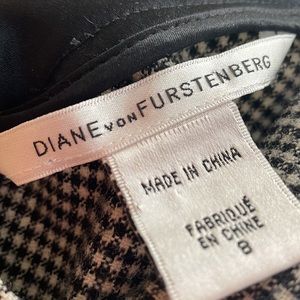 DIANE VON FURSTENBERG
MADE IN CHINA
FABRIQUÉ
EN CHINE
8